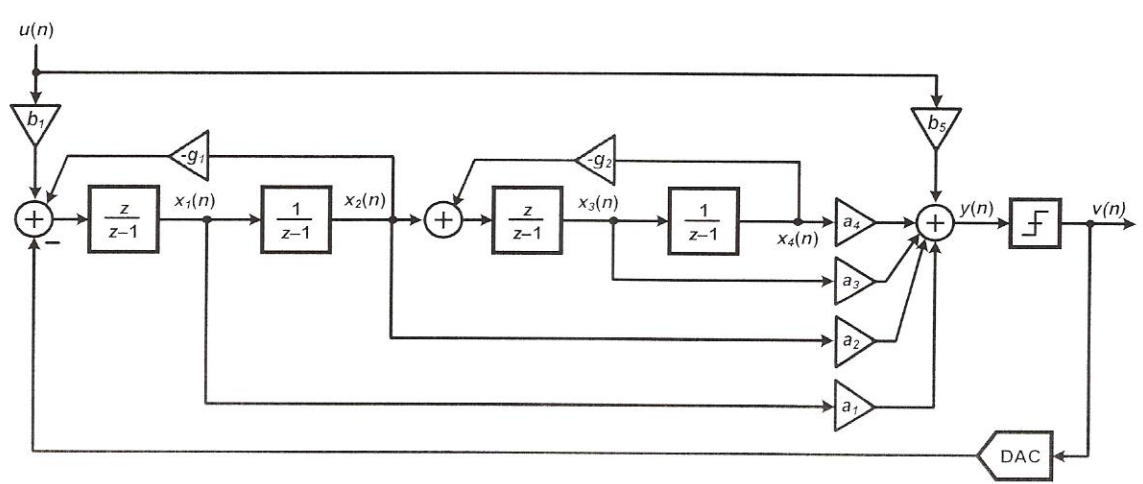 u(n)
b₁
b₅
-g₁
-g₂
z
z−1
x₁(n)
1
z−1
x₂(n)
z
z−1
x₃(n)
1
z−1
x₄(n)
a₄
y(n)
v(n)
+
−
+
+
a₃
a₂
a₁
DAC